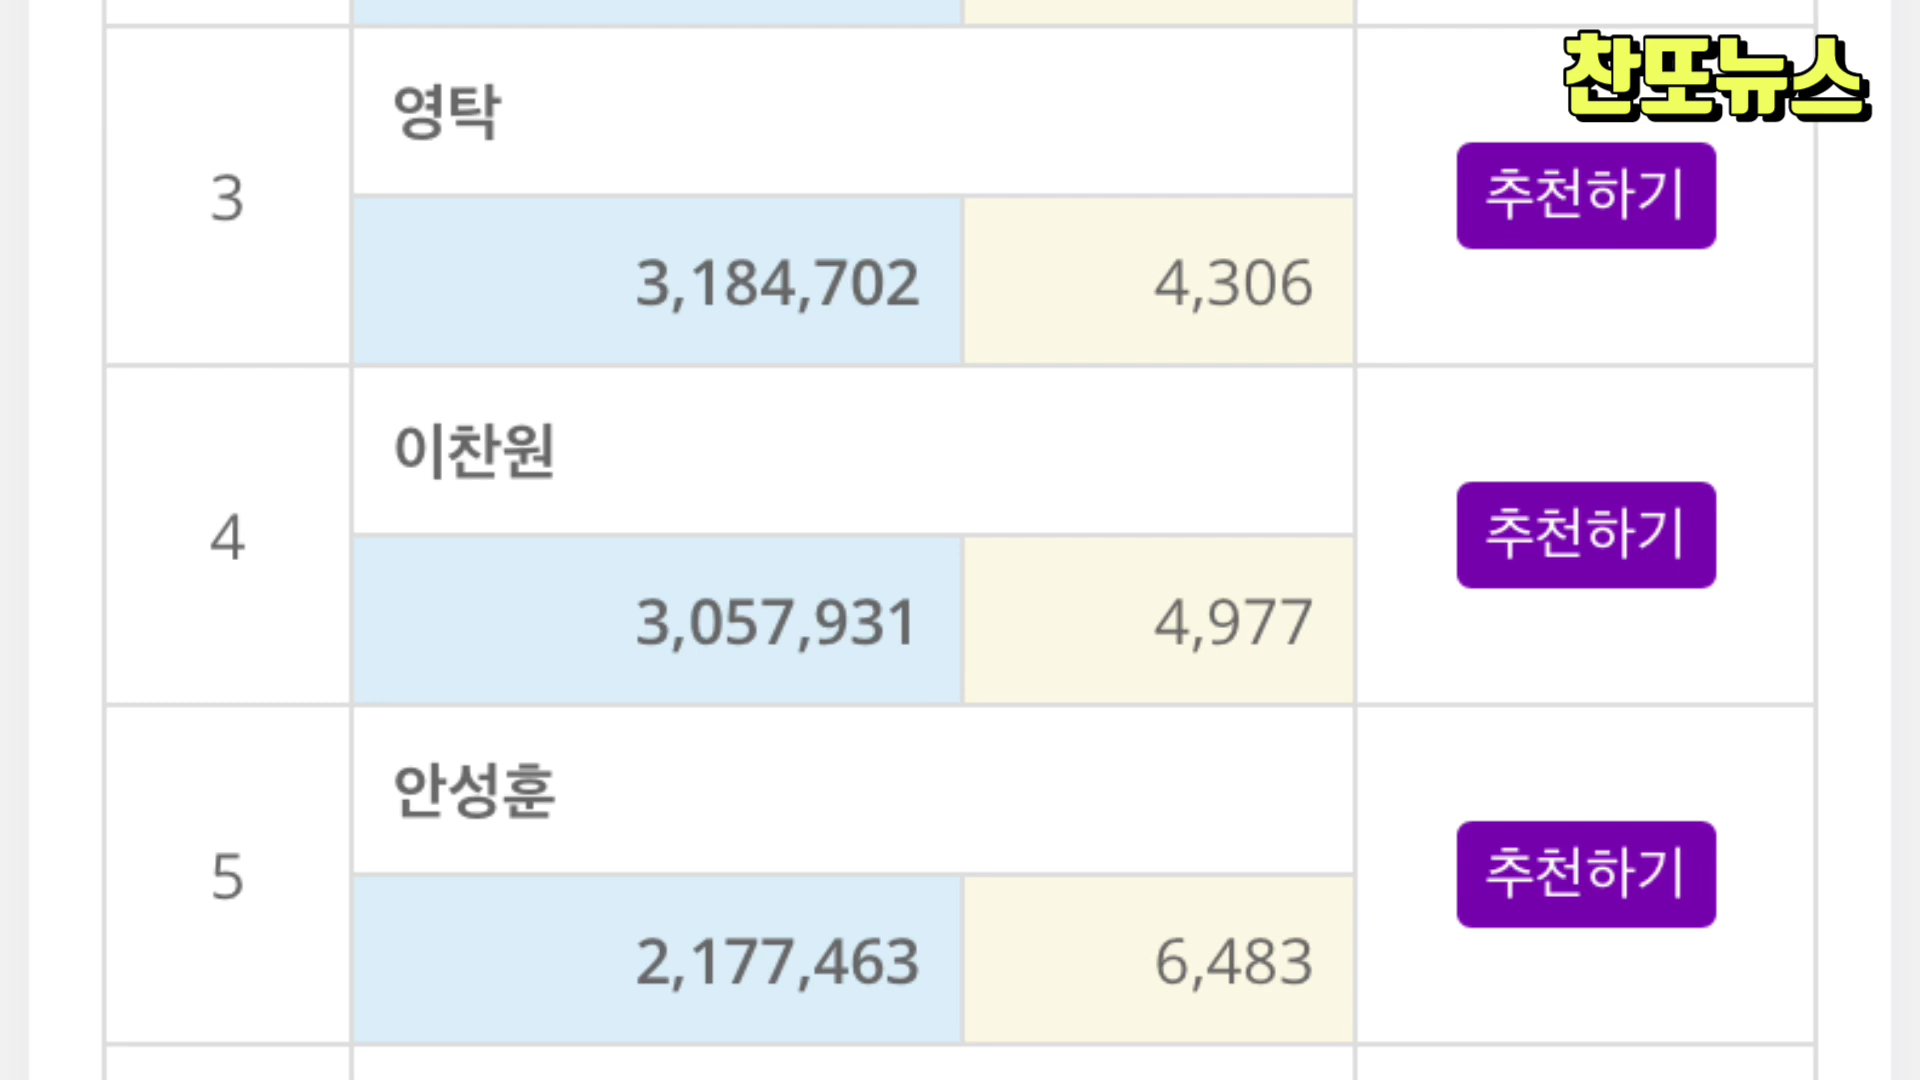 찬또뉴스
3
영탁
3,184,702
4,306
추천하기
4
이찬원
3,057,931
4,977
추천하기
5
안성훈
2,177,463
6,483
추천하기